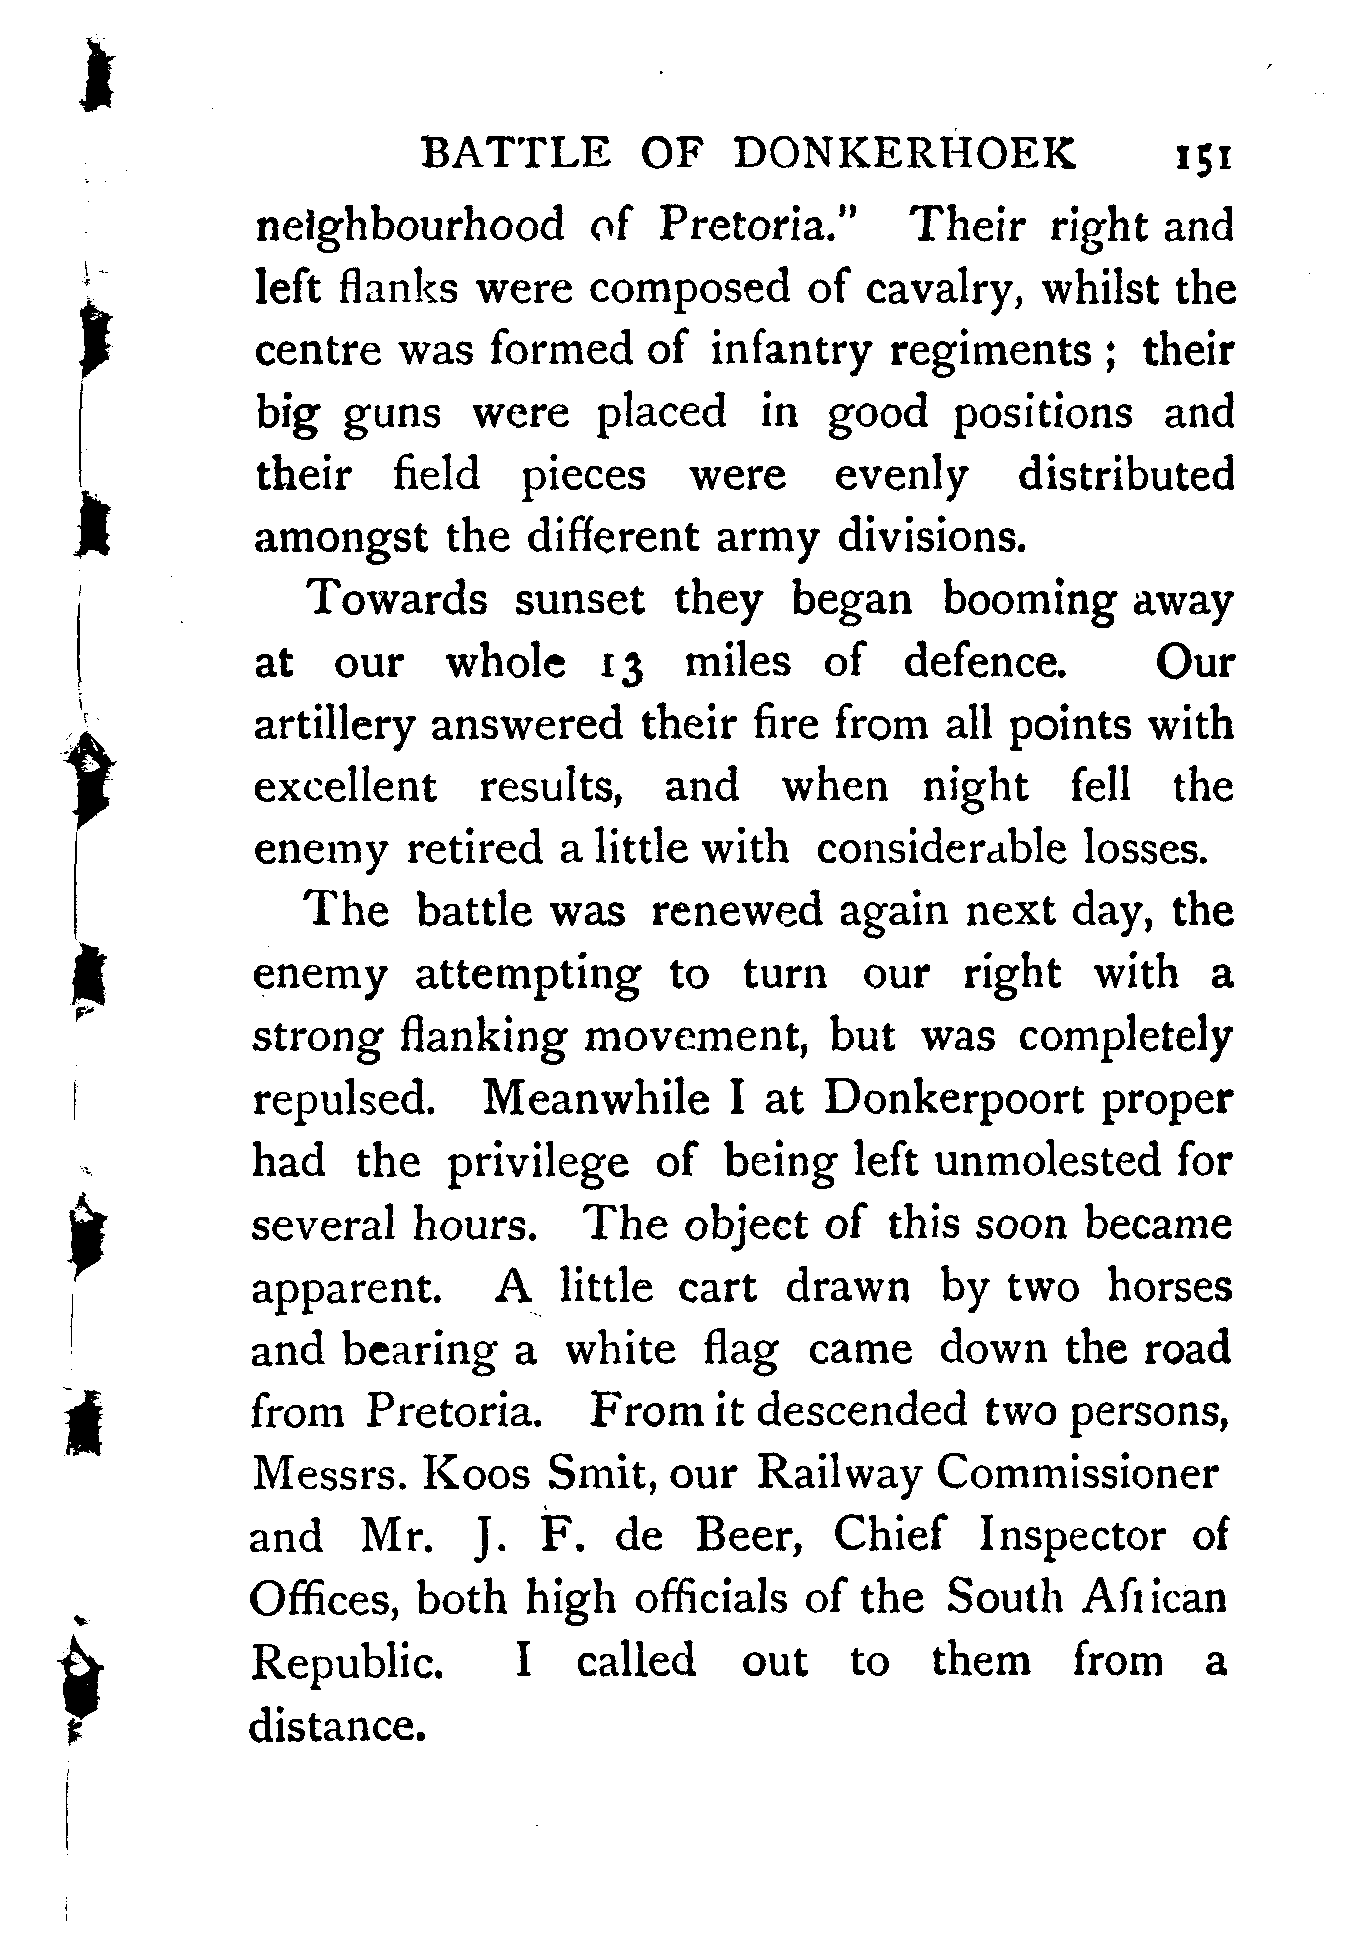 BATTLE OF DONKERHOEK 151
neighbourhood of Pretoria." Their right and
left flanks were composed of cavalry, whilst the
centre was formed of infantry regiments ; their
big guns were placed in good positions and
their field pieces were evenly distributed
amongst the different army divisions.
Towards sunset they began booming away
at our whole 13 miles of defence. Our
artillery answered their fire from all points with
excellent results, and when night fell the
enemy retired a little with considerable losses.
The battle was renewed again next day, the
enemy attempting to turn our right with a
strong flanking movement, but was completely
repulsed. Meanwhile I at Donkerpoort proper
had the privilege of being left unmolested for
several hours. The object of this soon became
apparent. A little cart drawn by two horses
and bearing a white flag came down the road
from Pretoria. From it descended two persons,
Messrs. Koos Smit, our Railway Commissioner
and Mr. J. F. de Beer, Chief Inspector of
Offices, both high officials of the South African
Republic. I called out to them from a
distance.